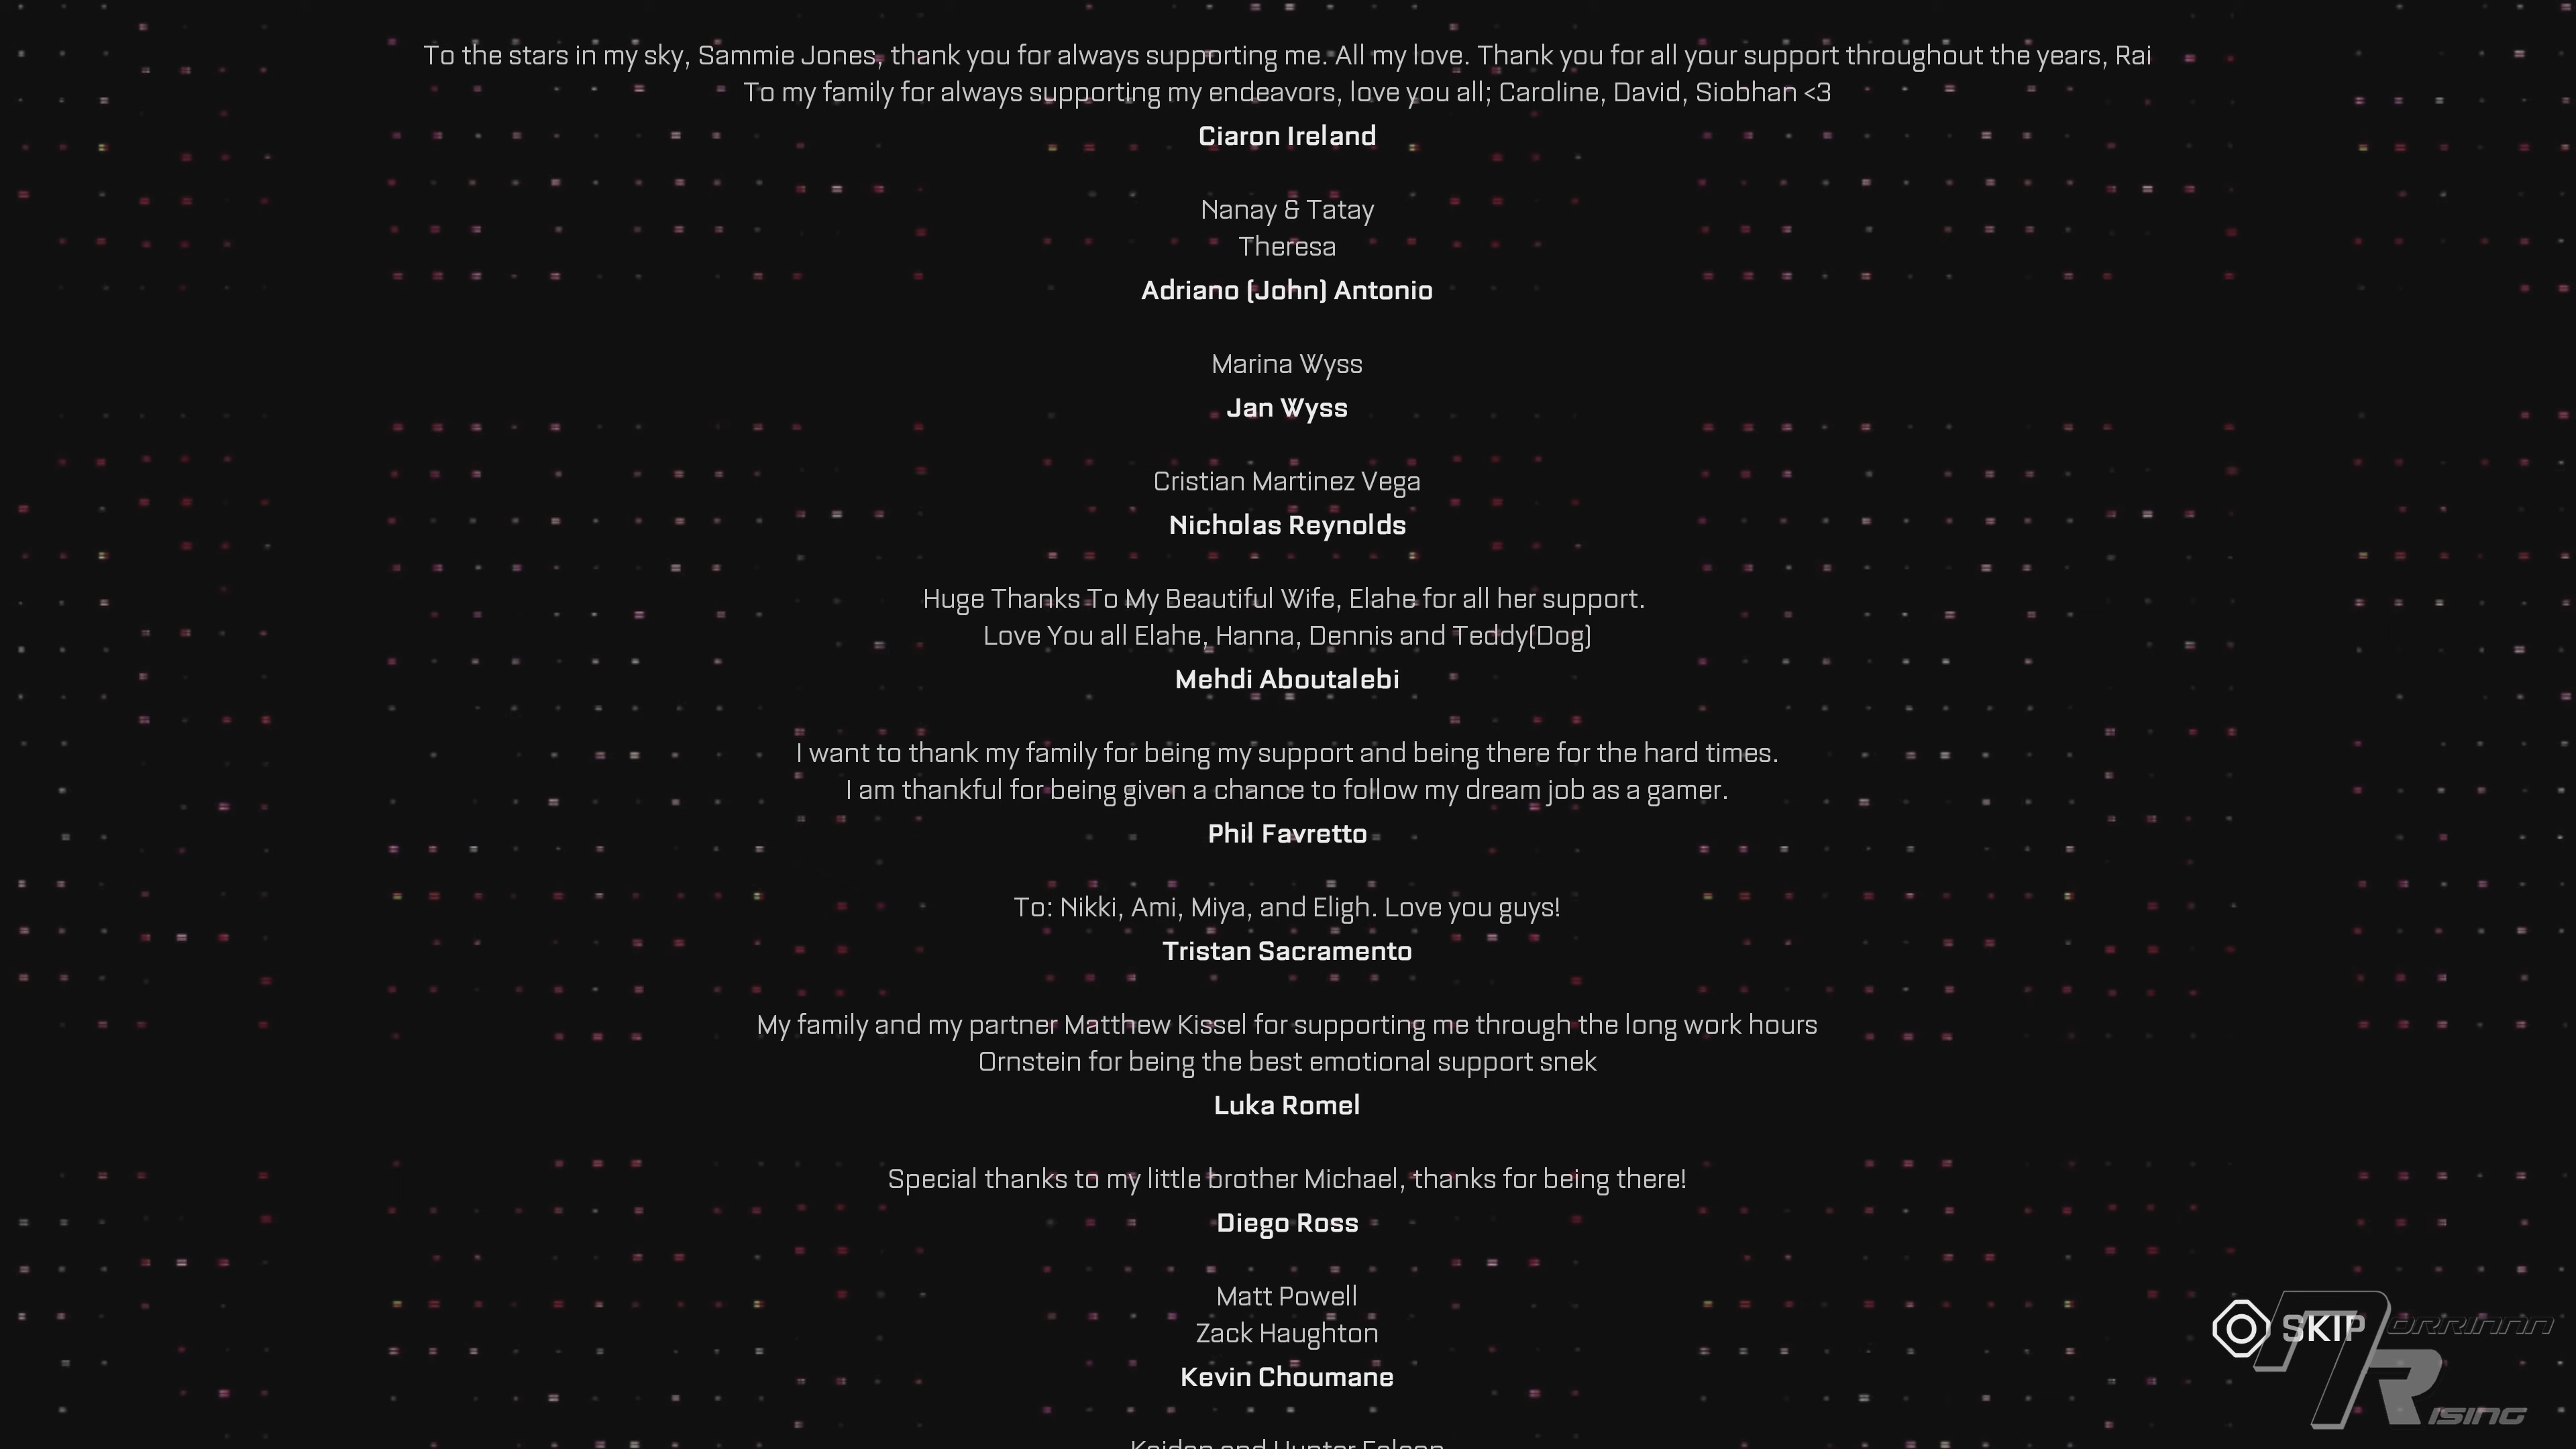 To the stars in my sky, Sammie Jones, thank you for always supporting me. All my love. Thank you for all your support throughout the years, Rai
To my family for always supporting my endeavors, love you all; Caroline, David, Siobhan <3
Ciaron Ireland
Nanay & Tatay
Theresa
Adriano (John) Antonio
Marina Wyss
Jan Wyss
Cristian Martinez Vega
Nicholas Reynolds
Huge Thanks To My Beautiful Wife, Elahe for all her support.
Love You all Elahe, Hanna, Dennis and Teddy(Dog)
Mehdi Aboutalebi
I want to thank my family for being my support and being there for the hard times.
I am thankful for being given a chance to follow my dream job as a gamer.
Phil Favretto
To: Nikki, Ami, Miya, and Eligh. Love you guys!
Tristan Sacramento
My family and my partner Matthew Kissel for supporting me through the long work hours
Ornstein for being the best emotional support snek
Luka Romel
Special thanks to my little brother Michael, thanks for being there!
Diego Ross
Matt Powell
Zack Haughton
SKIP
Kevin Choumane
Rising
and Hunter